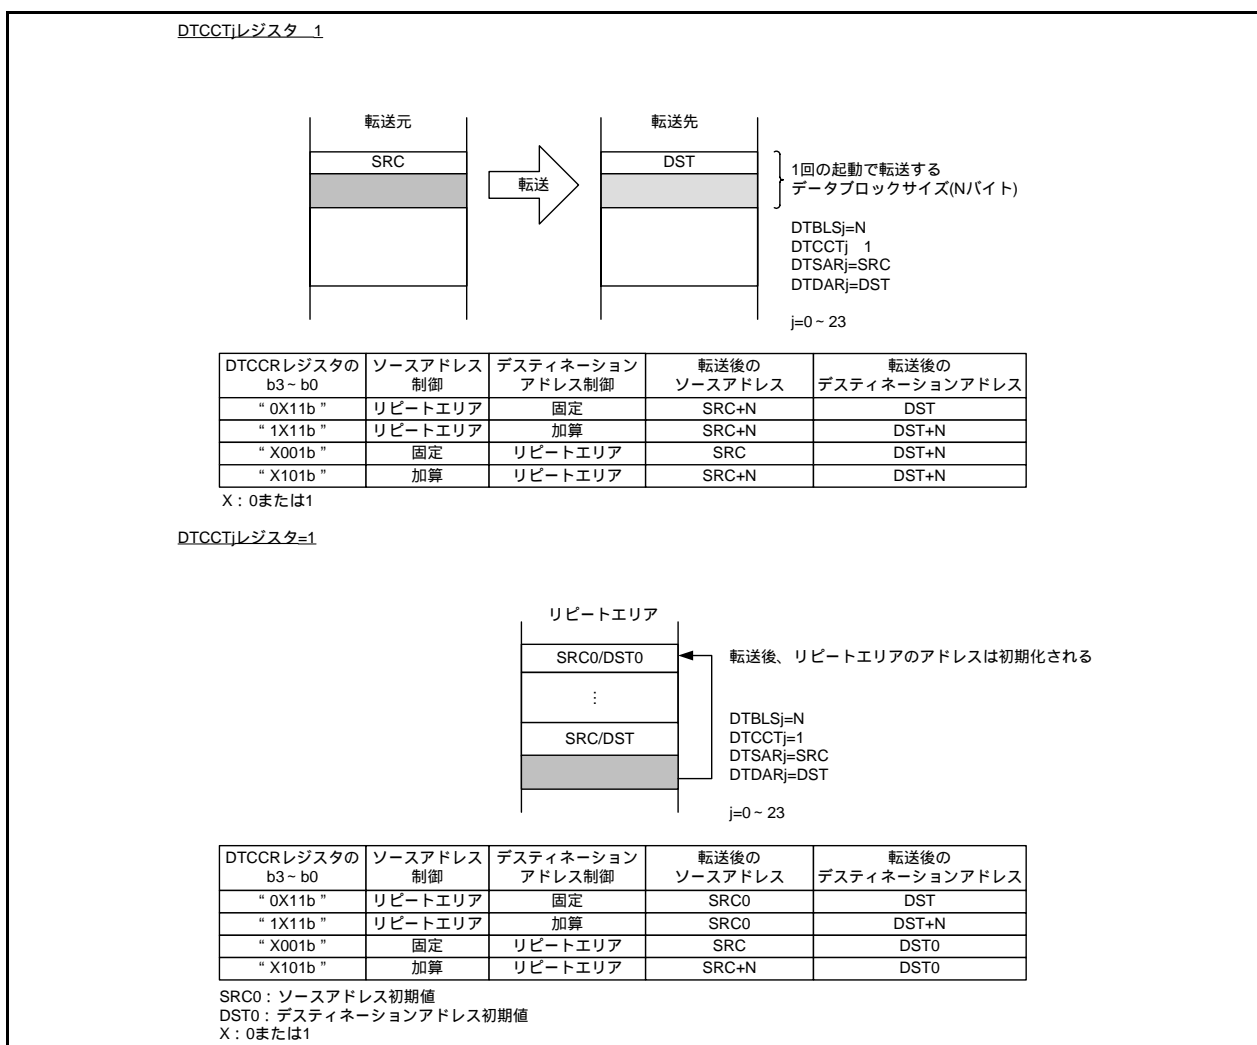 DTCCTjレジスタ 1
転送元
転送先
SRC
DST
転送
1回の起動で転送する
データブロックサイズ(Nバイト)
DTBLSj=N
DTCCTj 1
DTSARj=SRC
DTDARj=DST
j=0~23
DTCCRレジスタの b3~b0 ソースアドレス 制御 デスティネーション アドレス制御 転送後の ソースアドレス 転送後の デスティネーションアドレス
“0X11b” リピートエリア 固定 SRC+N DST
“1X11b” リピートエリア 加算 SRC+N DST+N
“X001b” 固定 リピートエリア SRC DST+N
“X101b” 加算 リピートエリア SRC+N DST+N
X:0または1
DTCCTjレジスタ=1
リピートエリア
SRC0/DST0
転送後、リピートエリアのアドレスは初期化される
⋮
SRC/DST
DTBLSj=N
DTCCTj=1
DTSARj=SRC
DTDARj=DST
j=0~23
DTCCRレジスタの b3~b0 ソースアドレス 制御 デスティネーション アドレス制御 転送後の ソースアドレス 転送後の デスティネーションアドレス
“0X11b” リピートエリア 固定 SRC0 DST
“1X11b” リピートエリア 加算 SRC0 DST+N
“X001b” 固定 リピートエリア SRC DST0
“X101b” 加算 リピートエリア SRC+N DST0
SRC0:ソースアドレス初期値
DST0:デスティネーションアドレス初期値
X:0または1